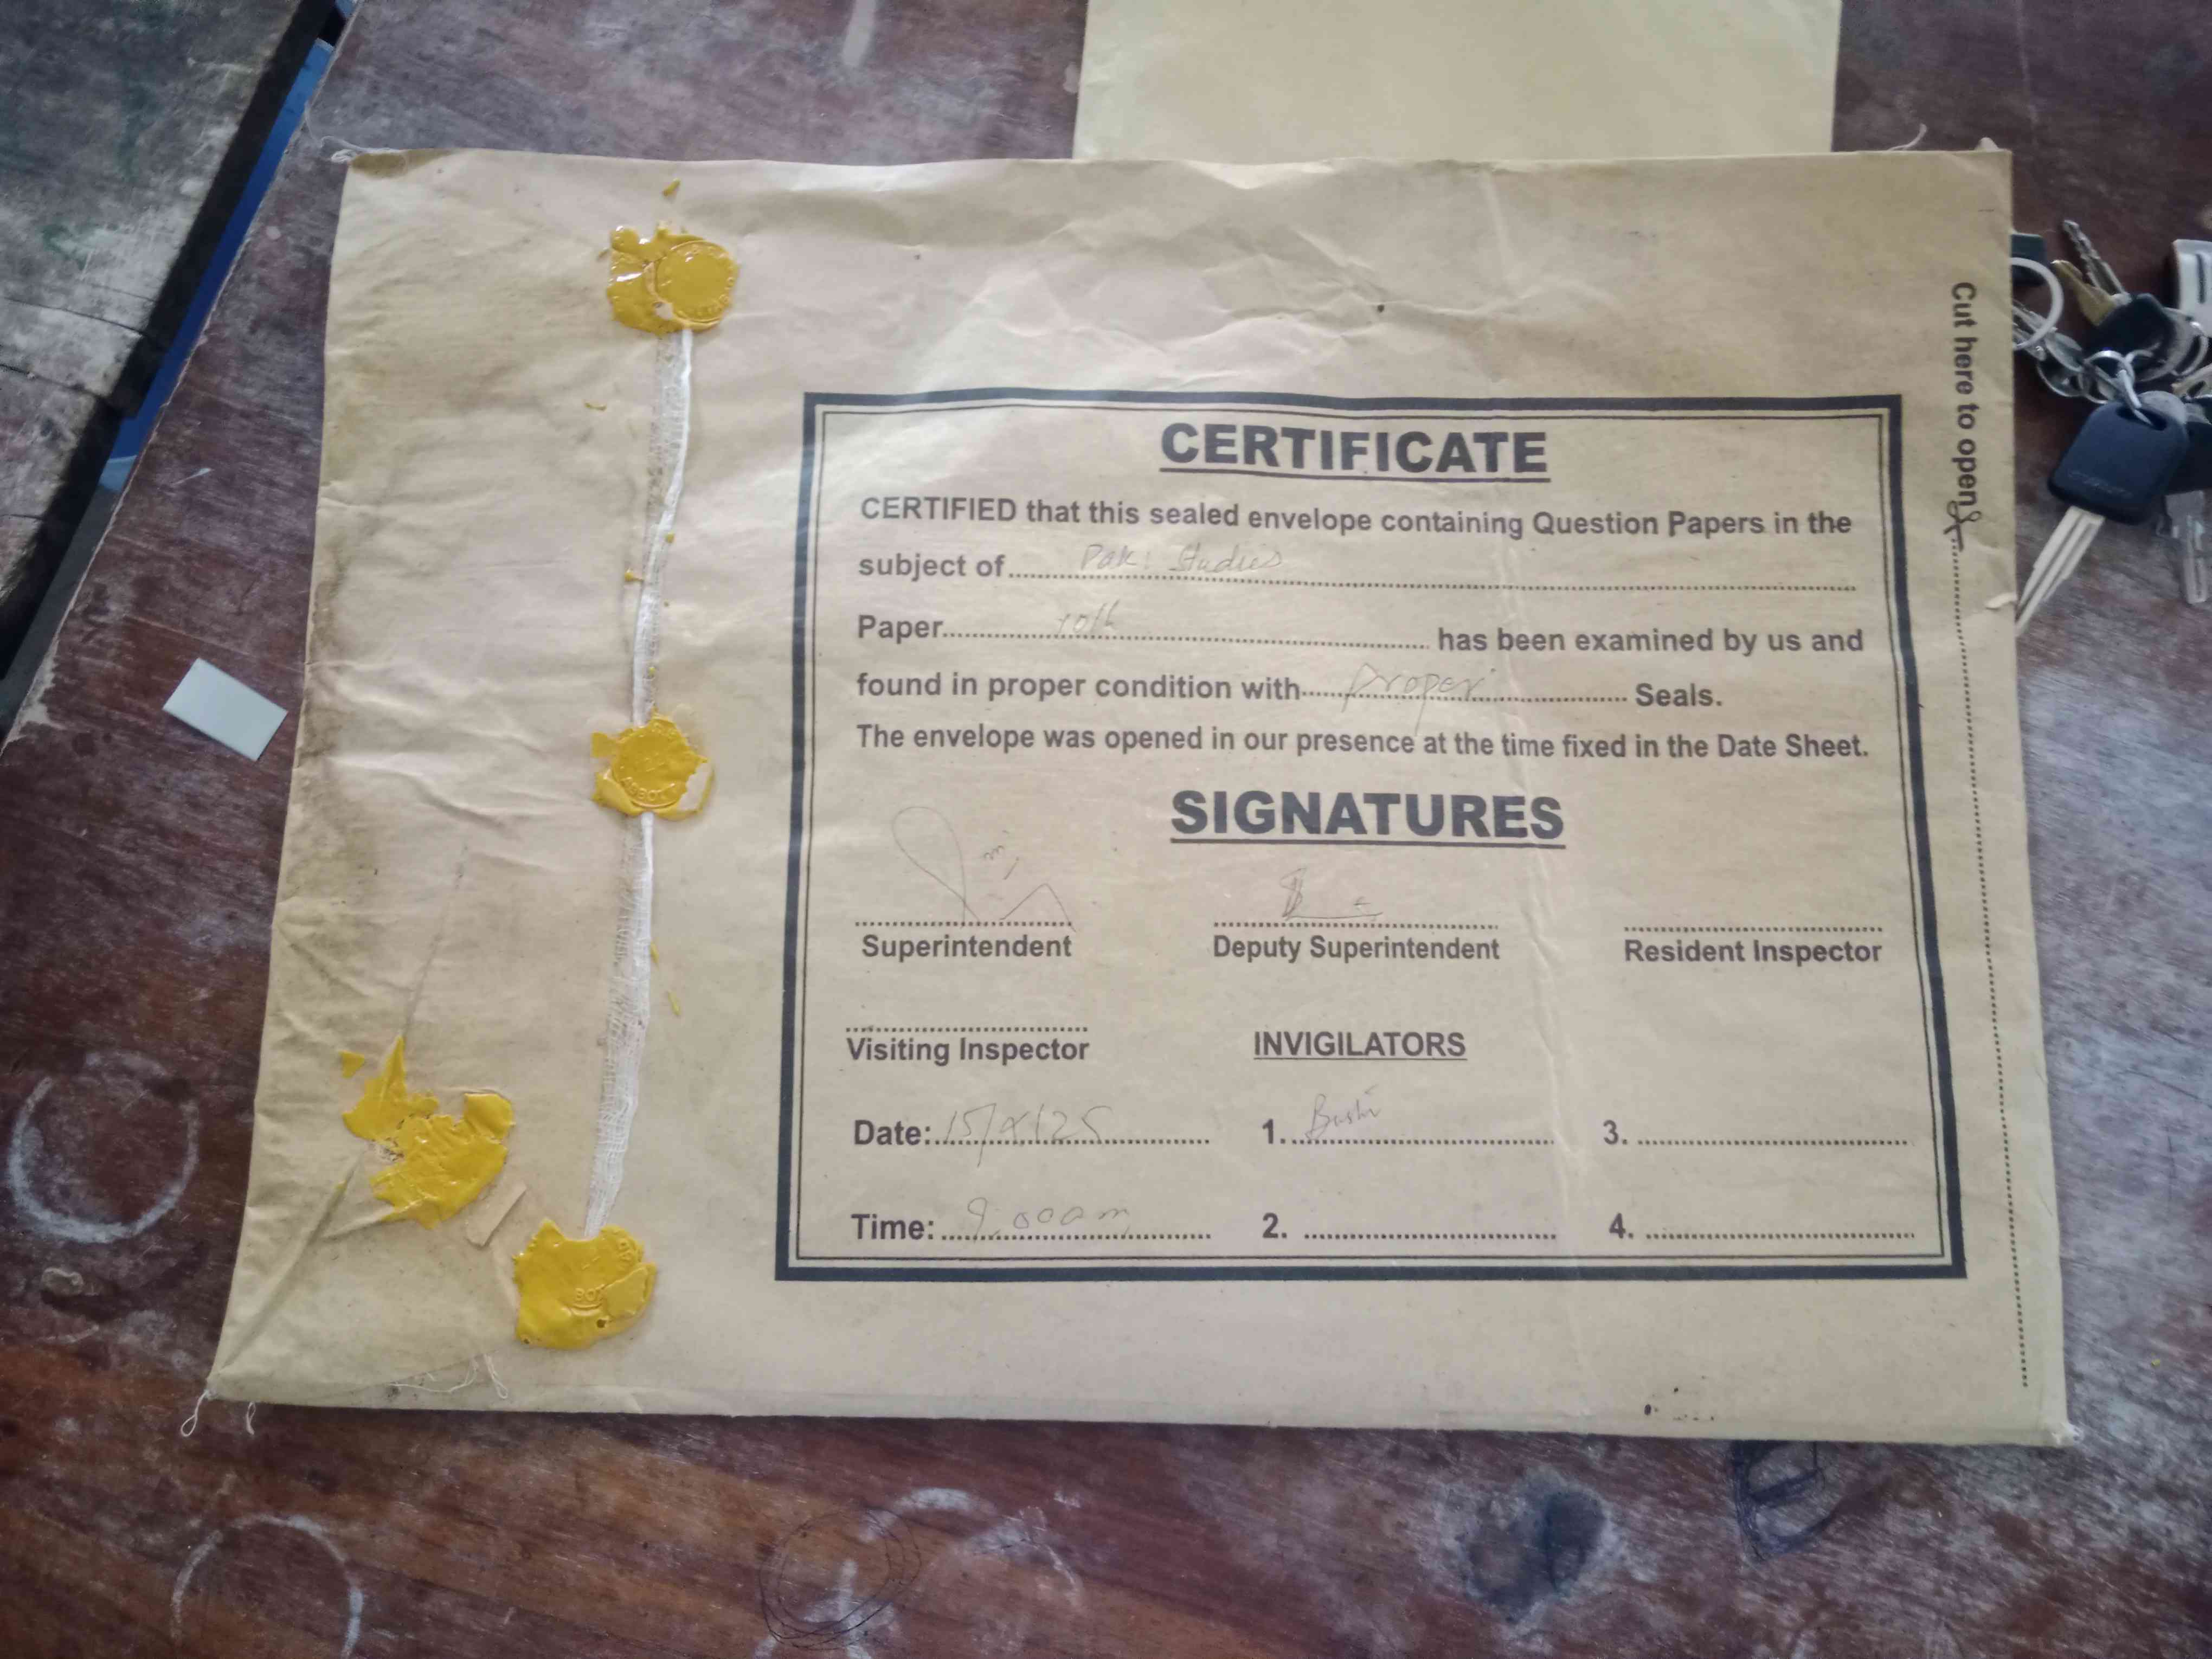 Cut here to open
CERTIFICATE
CERTIFIED that this sealed envelope containing Question Papers in the
subject of Pak: Studies
Paper 10th has been examined by us and
found in proper condition with Proper Seals.
The envelope was opened in our presence at the time fixed in the Date Sheet.
SIGNATURES
Superintendent Deputy Superintendent Resident Inspector
Visiting Inspector INVIGILATORS
Date: 1. 3.
Time: 9:00am 2. 4.